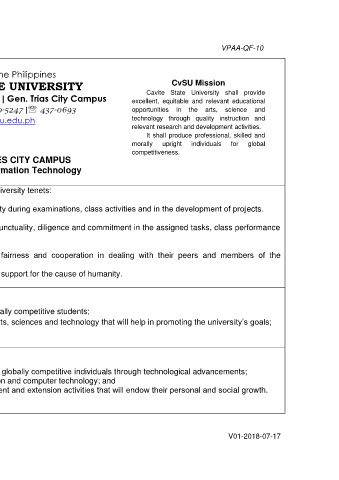 VPAA-QF-10
he Philippines
E UNIVERSITY
| Gen. Trias City Campus
-5247 |☏ 437-0693
u.edu.ph
CvSU Mission
Cavite State University shall provide
excellent, equitable and relevant educational
opportunities in the arts, science and
technology through quality instruction and
relevant research and development activities.
It shall produce professional, skilled and
morally upright individuals for global
competitiveness.
ES CITY CAMPUS
rmation Technology
iversity tenets:
ty during examinations, class activities and in the development of projects.
unctuality, diligence and commitment in the assigned tasks, class performance
fairness and cooperation in dealing with their peers and members of the
support for the cause of humanity.
ally competitive students;
ts, sciences and technology that will help in promoting the university's goals;
globally competitive individuals through technological advancements;
on and computer technology; and
ent and extension activities that will endow their personal and social growth.
V01-2018-07-17